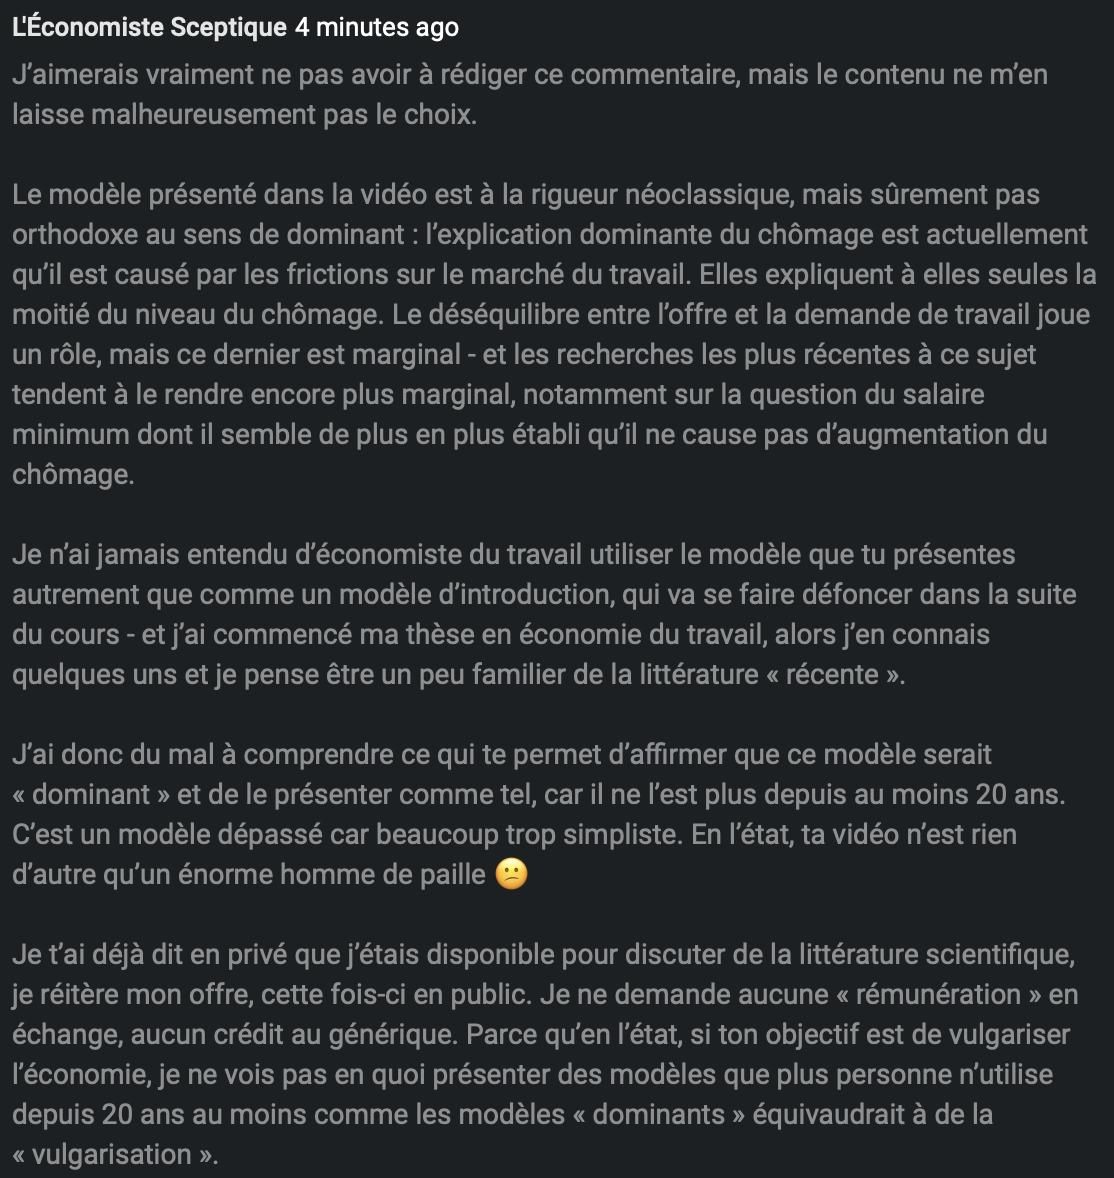 L'Économiste Sceptique 4 minutes ago
J’aimerais vraiment ne pas avoir à rédiger ce commentaire, mais le contenu ne m’en
laisse malheureusement pas le choix.
Le modèle présenté dans la vidéo est à la rigueur néoclassique, mais sûrement pas
orthodoxe au sens de dominant : l’explication dominante du chômage est actuellement
qu’il est causé par les frictions sur le marché du travail. Elles expliquent à elles seules la
moitié du niveau du chômage. Le déséquilibre entre l’offre et la demande de travail joue
un rôle, mais ce dernier est marginal - et les recherches les plus récentes à ce sujet
tendent à le rendre encore plus marginal, notamment sur la question du salaire
minimum dont il semble de plus en plus établi qu’il ne cause pas d’augmentation du
chômage.
Je n’ai jamais entendu d’économiste du travail utiliser le modèle que tu présentes
autrement que comme un modèle d’introduction, qui va se faire défoncer dans la suite
du cours - et j’ai commencé ma thèse en économie du travail, alors j’en connais
quelques uns et je pense être un peu familier de la littérature « récente ».
J’ai donc du mal à comprendre ce qui te permet d’affirmer que ce modèle serait
« dominant » et de le présenter comme tel, car il ne l’est plus depuis au moins 20 ans.
C’est un modèle dépassé car beaucoup trop simpliste. En l’état, ta vidéo n’est rien
d’autre qu’un énorme homme de paille 😕
Je t’ai déjà dit en privé que j’étais disponible pour discuter de la littérature scientifique,
je réitère mon offre, cette fois-ci en public. Je ne demande aucune « rémunération » en
échange, aucun crédit au générique. Parce qu’en l’état, si ton objectif est de vulgariser
l’économie, je ne vois pas en quoi présenter des modèles que plus personne n’utilise
depuis 20 ans au moins comme les modèles « dominants » équivaudrait à de la
« vulgarisation ».